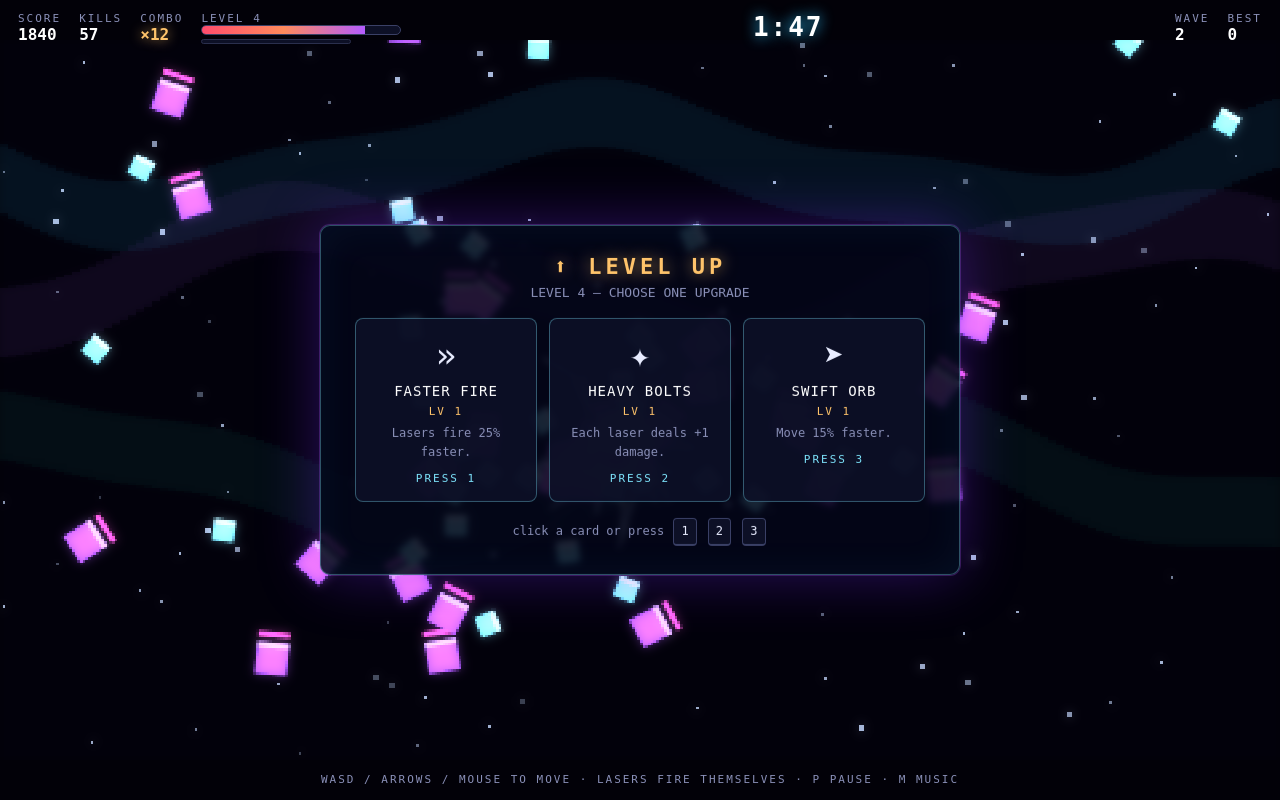 SCORE KILLS COMBO LEVEL 4
1840 57 ×12
1:47
WAVE BEST
2 0
⬆ LEVEL UP
LEVEL 4 — CHOOSE ONE UPGRADE
»
FASTER FIRE
LV 1
Lasers fire 25%
faster.
PRESS 1
✦
HEAVY BOLTS
LV 1
Each laser deals +1
damage.
PRESS 2
➤
SWIFT ORB
LV 1
Move 15% faster.
PRESS 3
click a card or press 1 2 3
WASD / ARROWS / MOUSE TO MOVE · LASERS FIRE THEMSELVES · P PAUSE · M MUSIC